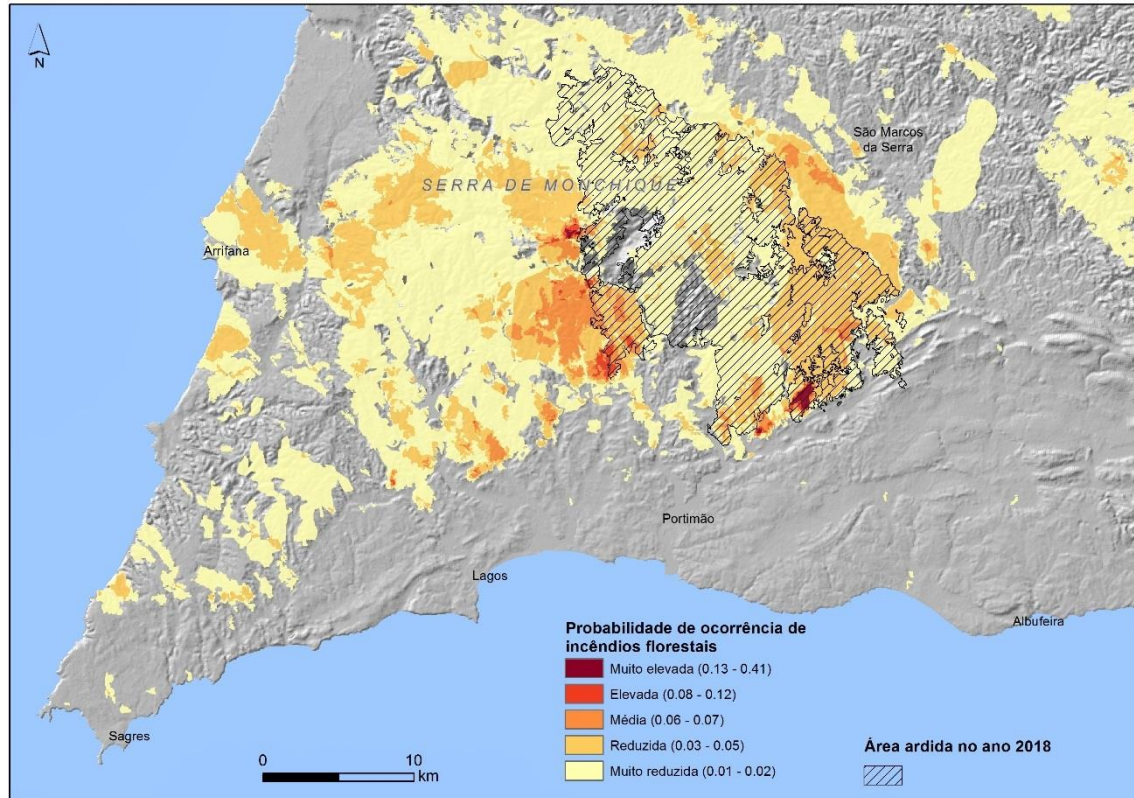 N
São Marcos
da Serra
SERRA DE MONCHIQUE
Arrifana
Portimão
Lagos
Albufeira
Sagres
0 10
km
Probabilidade de ocorrência de
incêndios florestais
Muito elevada (0.13 - 0.41)
Elevada (0.08 - 0.12)
Média (0.06 - 0.07)
Reduzida (0.03 - 0.05)
Muito reduzida (0.01 - 0.02)
Área ardida no ano 2018